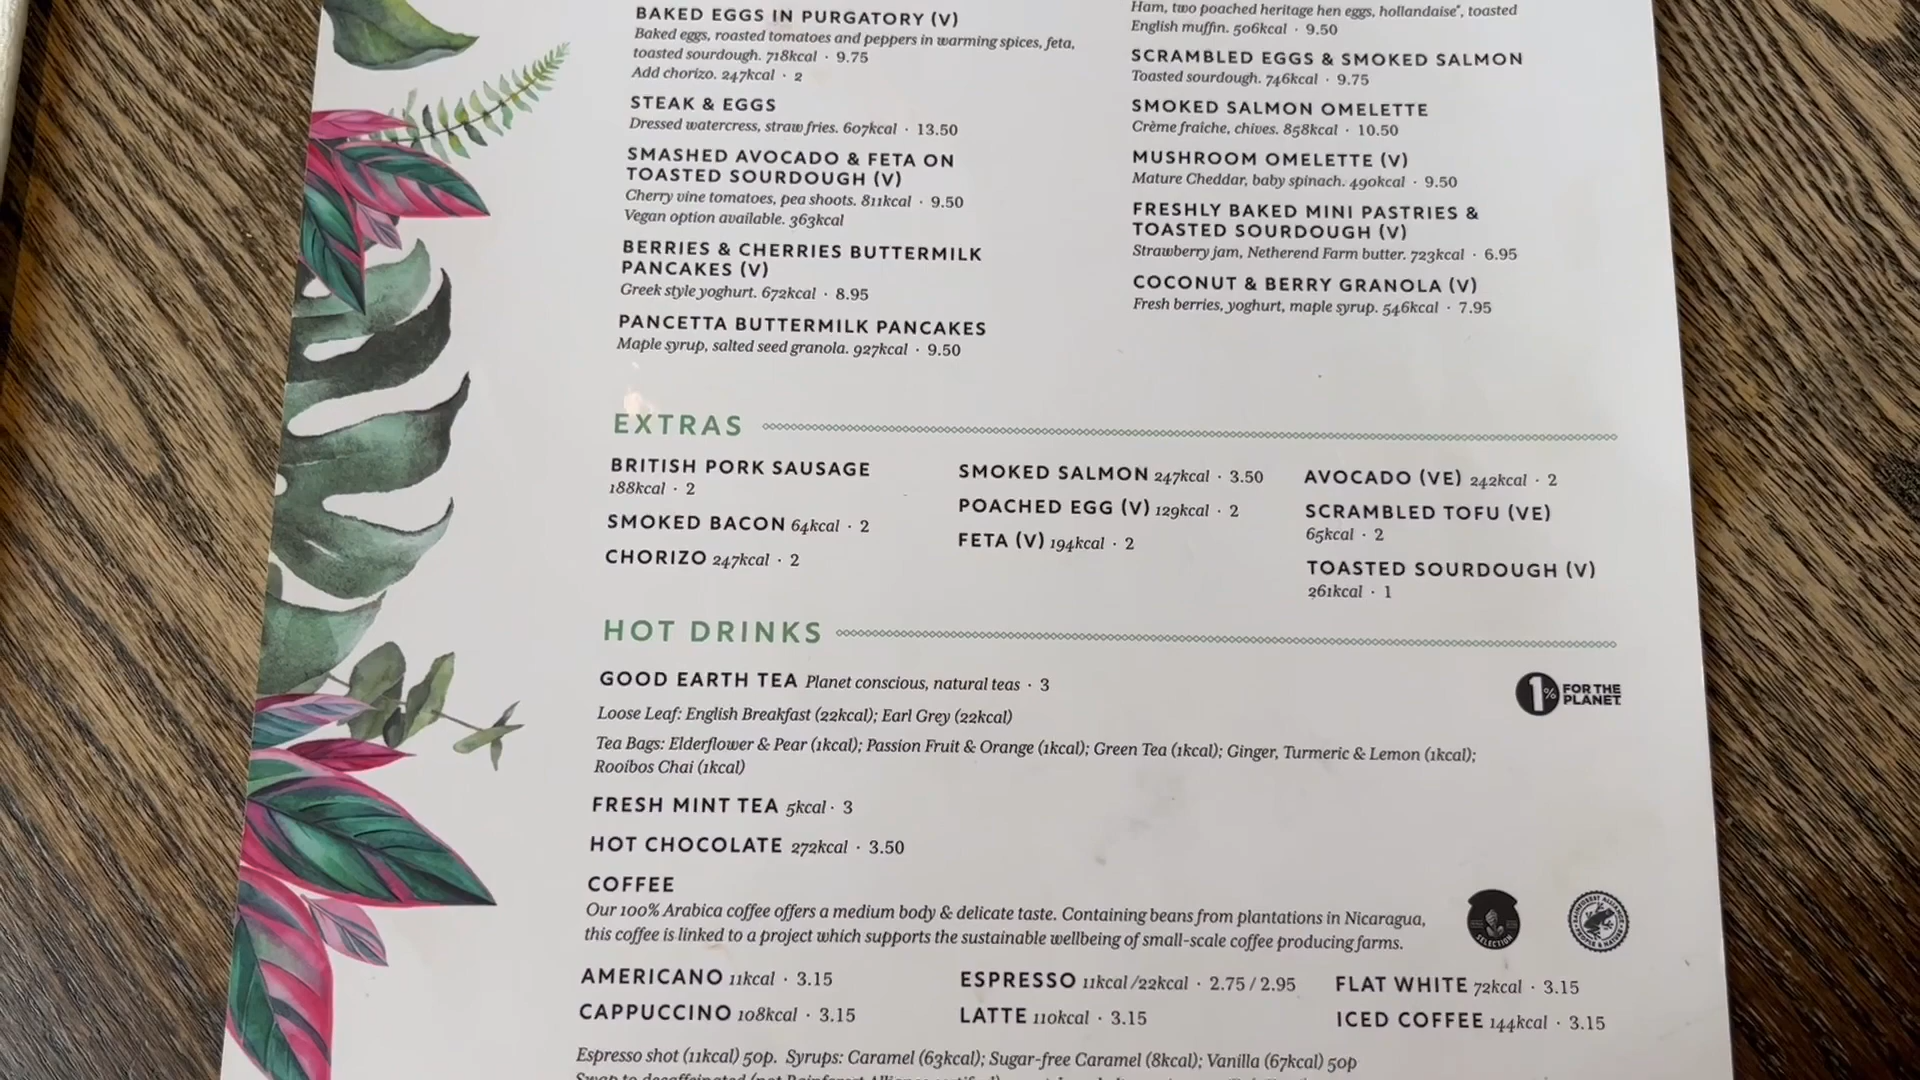 BAKED EGGS IN PURGATORY (V)
Baked eggs, roasted tomatoes and peppers in warming spices, feta,
toasted sourdough. 718kcal · 9.75
Add chorizo. 247kcal · 2
STEAK & EGGS
Dressed watercress, straw fries. 607kcal · 13.50
SMASHED AVOCADO & FETA ON
TOASTED SOURDOUGH (V)
Cherry vine tomatoes, pea shoots. 811kcal · 9.50
Vegan option available. 363kcal
BERRIES & CHERRIES BUTTERMILK
PANCAKES (V)
Greek style yoghurt. 672kcal · 8.95
PANCETTA BUTTERMILK PANCAKES
Maple syrup, salted seed granola. 927kcal · 9.50
Ham, two poached heritage hen eggs, hollandaise*, toasted
English muffin. 506kcal · 9.50
SCRAMBLED EGGS & SMOKED SALMON
Toasted sourdough. 746kcal · 9.75
SMOKED SALMON OMELETTE
Crème fraîche, chives. 858kcal · 10.50
MUSHROOM OMELETTE (V)
Mature Cheddar, baby spinach. 490kcal · 9.50
FRESHLY BAKED MINI PASTRIES &
TOASTED SOURDOUGH (V)
Strawberry jam, Netherend Farm butter. 723kcal · 6.95
COCONUT & BERRY GRANOLA (V)
Fresh berries, yoghurt, maple syrup. 546kcal · 7.95
EXTRAS
BRITISH PORK SAUSAGE
188kcal · 2
SMOKED BACON 64kcal · 2
CHORIZO 247kcal · 2
SMOKED SALMON 247kcal · 3.50
POACHED EGG (V) 129kcal · 2
FETA (V) 194kcal · 2
AVOCADO (VE) 242kcal · 2
SCRAMBLED TOFU (VE)
65kcal · 2
TOASTED SOURDOUGH (V)
261kcal · 1
HOT DRINKS
GOOD EARTH TEA Planet conscious, natural teas · 3
1% FOR THE
PLANET
Loose Leaf: English Breakfast (22kcal); Earl Grey (22kcal)
Tea Bags: Elderflower & Pear (1kcal); Passion Fruit & Orange (1kcal); Green Tea (1kcal); Ginger, Turmeric & Lemon (1kcal);
Rooibos Chai (1kcal)
FRESH MINT TEA 5kcal · 3
HOT CHOCOLATE 272kcal · 3.50
COFFEE
Our 100% Arabica coffee offers a medium body & delicate taste. Containing beans from plantations in Nicaragua,
this coffee is linked to a project which supports the sustainable wellbeing of small-scale coffee producing farms.
SELECTION
RAINFOREST ALLIANCE
PEOPLE & NATURE
AMERICANO 11kcal · 3.15
ESPRESSO 11kcal /22kcal · 2.75 / 2.95
FLAT WHITE 72kcal · 3.15
CAPPUCCINO 108kcal · 3.15
LATTE 110kcal · 3.15
ICED COFFEE 144kcal · 3.15
Espresso shot (11kcal) 50p. Syrups: Caramel (63kcal); Sugar-free Caramel (8kcal); Vanilla (67kcal) 50p
Swap to decaffeinated (not Rainforest Alliance